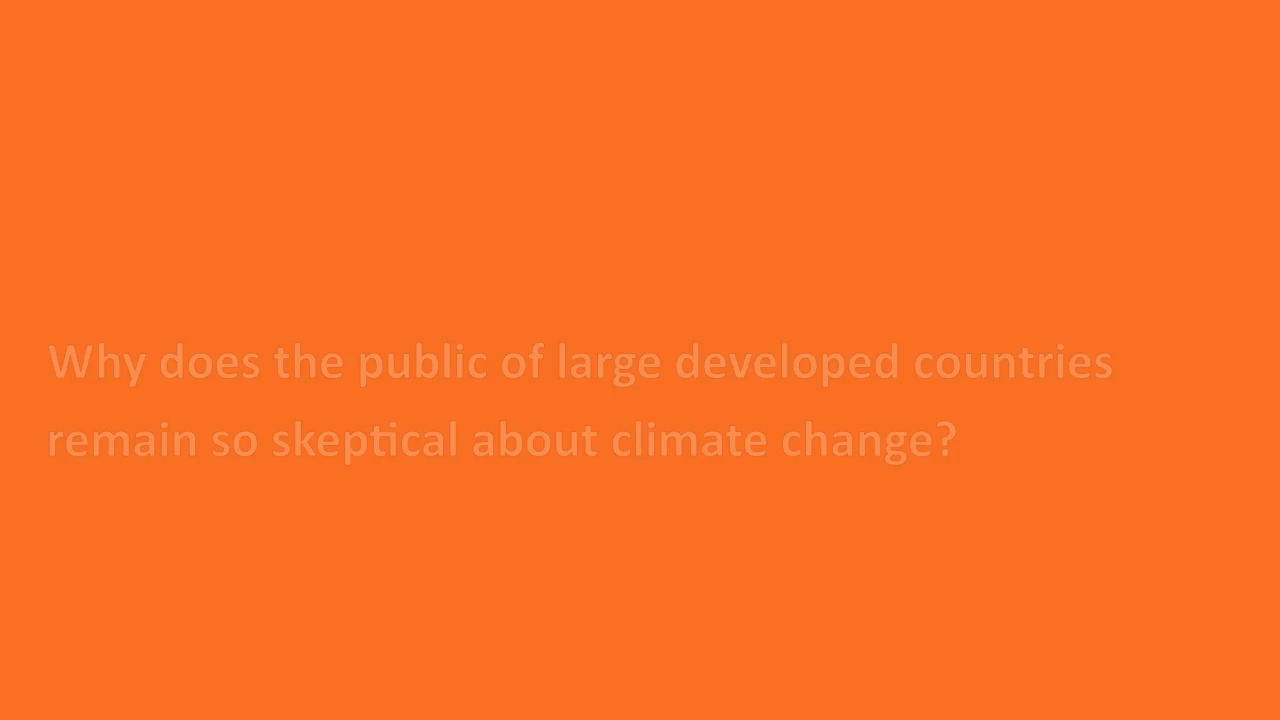 Why does the public of large developed countries
remain so skeptical about climate change?